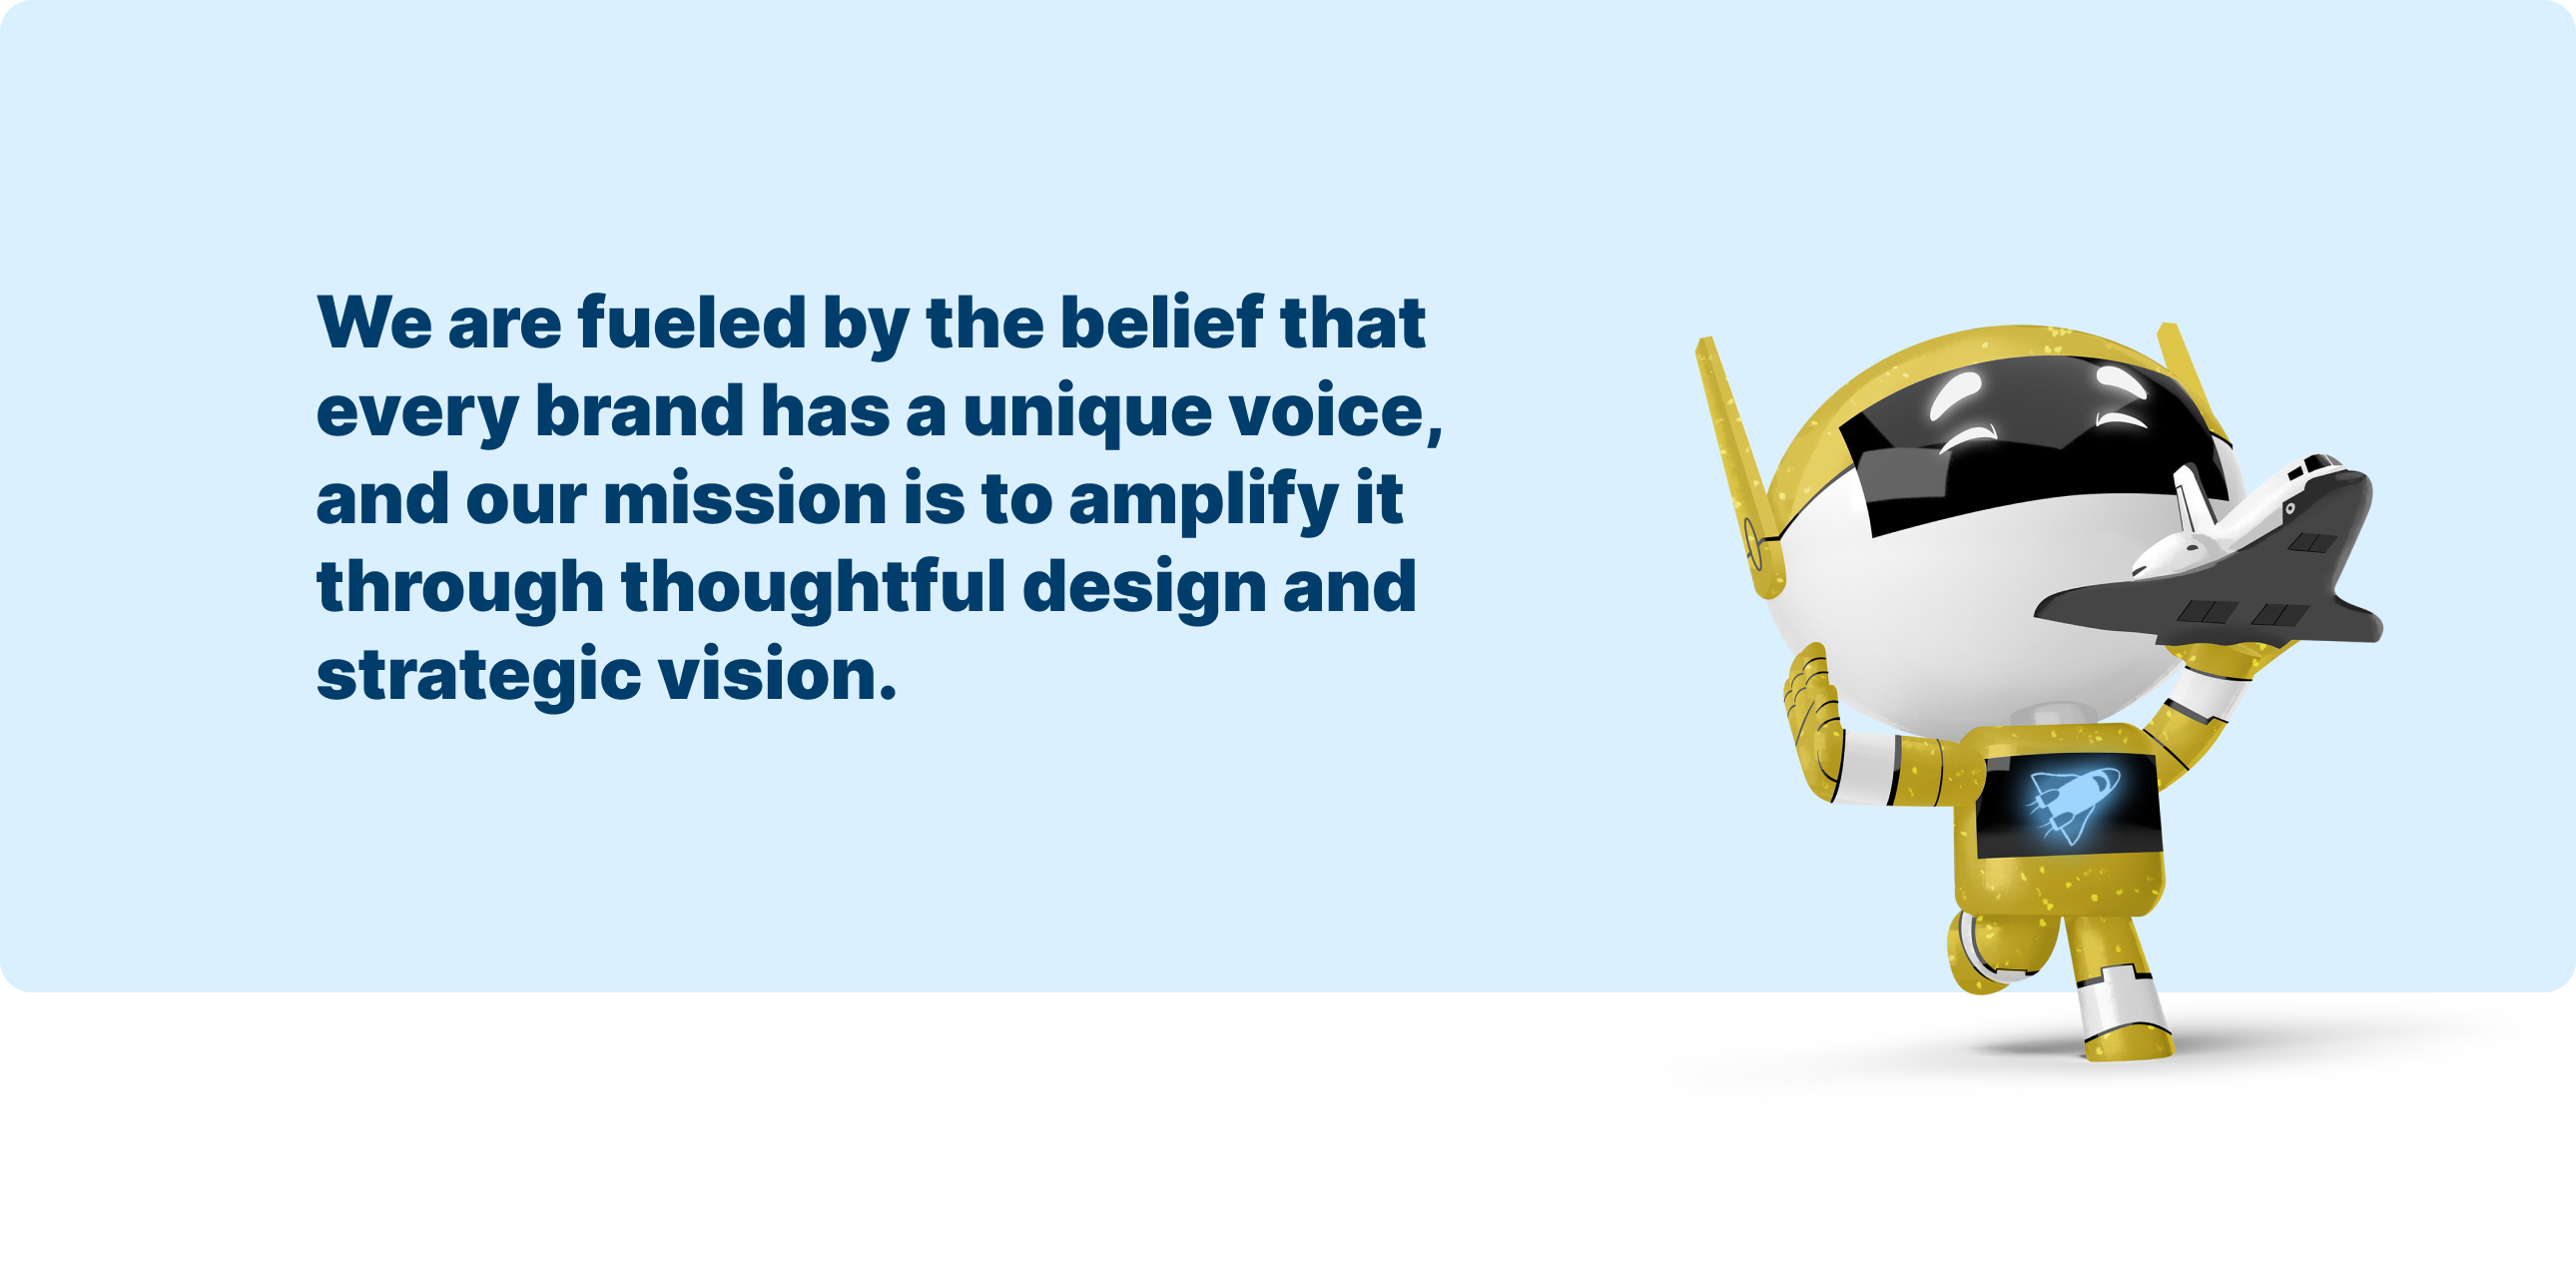 We are fueled by the belief that
every brand has a unique voice,
and our mission is to amplify it
through thoughtful design and
strategic vision.